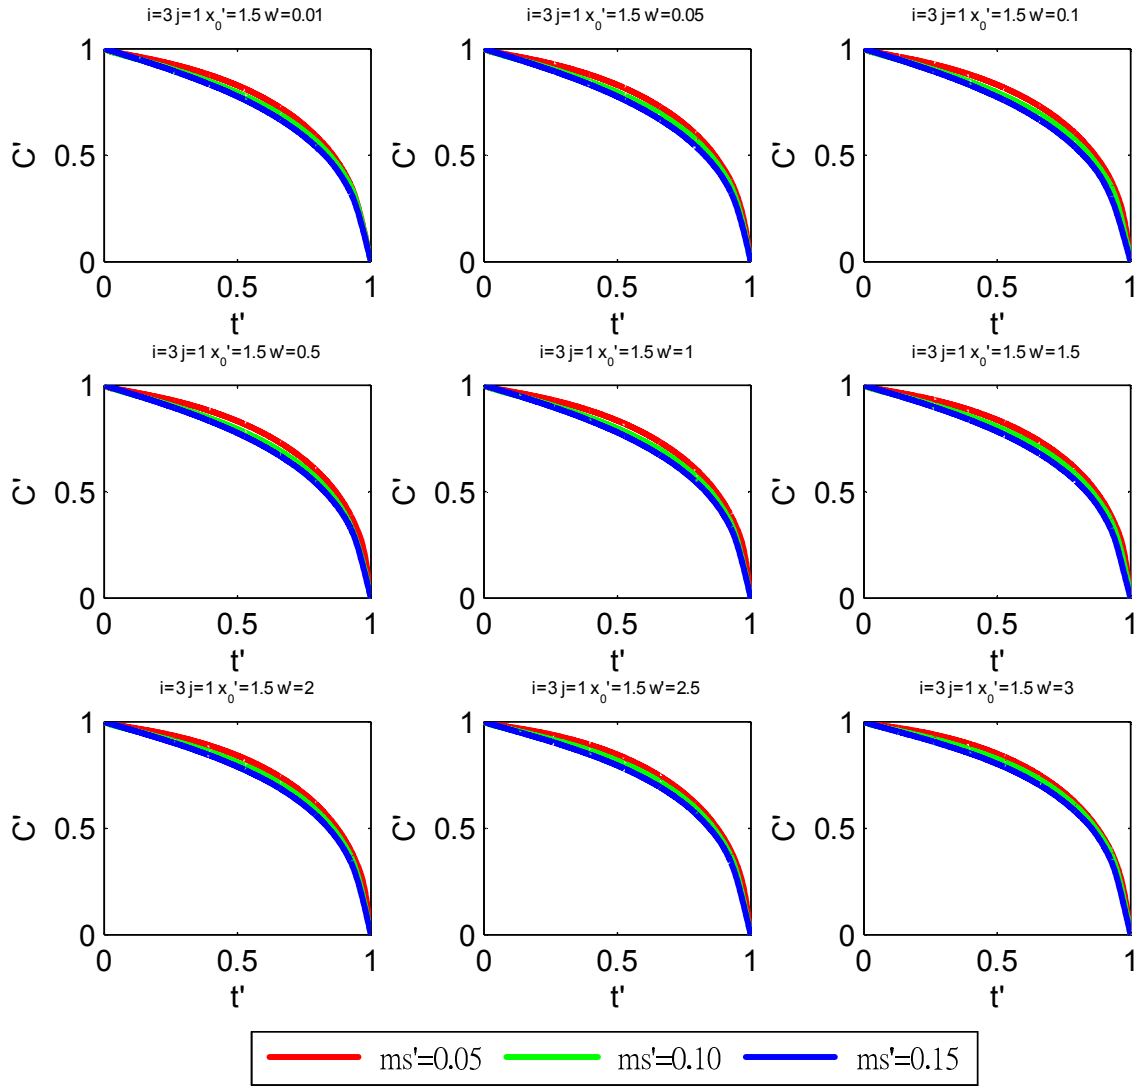 i=3 j=1 x₀'=1.5 w'=0.01
i=3 j=1 x₀'=1.5 w'=0.05
i=3 j=1 x₀'=1.5 w'=0.1
1
0.5
0
C'
0 0.5 1
t'
1
0.5
0
C'
0 0.5 1
t'
1
0.5
0
C'
0 0.5 1
t'
i=3 j=1 x₀'=1.5 w'=0.5
i=3 j=1 x₀'=1.5 w'=1
i=3 j=1 x₀'=1.5 w'=1.5
1
0.5
0
C'
0 0.5 1
t'
1
0.5
0
C'
0 0.5 1
t'
1
0.5
0
C'
0 0.5 1
t'
i=3 j=1 x₀'=1.5 w'=2
i=3 j=1 x₀'=1.5 w'=2.5
i=3 j=1 x₀'=1.5 w'=3
1
0.5
0
C'
0 0.5 1
t'
1
0.5
0
C'
0 0.5 1
t'
1
0.5
0
C'
0 0.5 1
t'
ms'=0.05 ms'=0.10 ms'=0.15